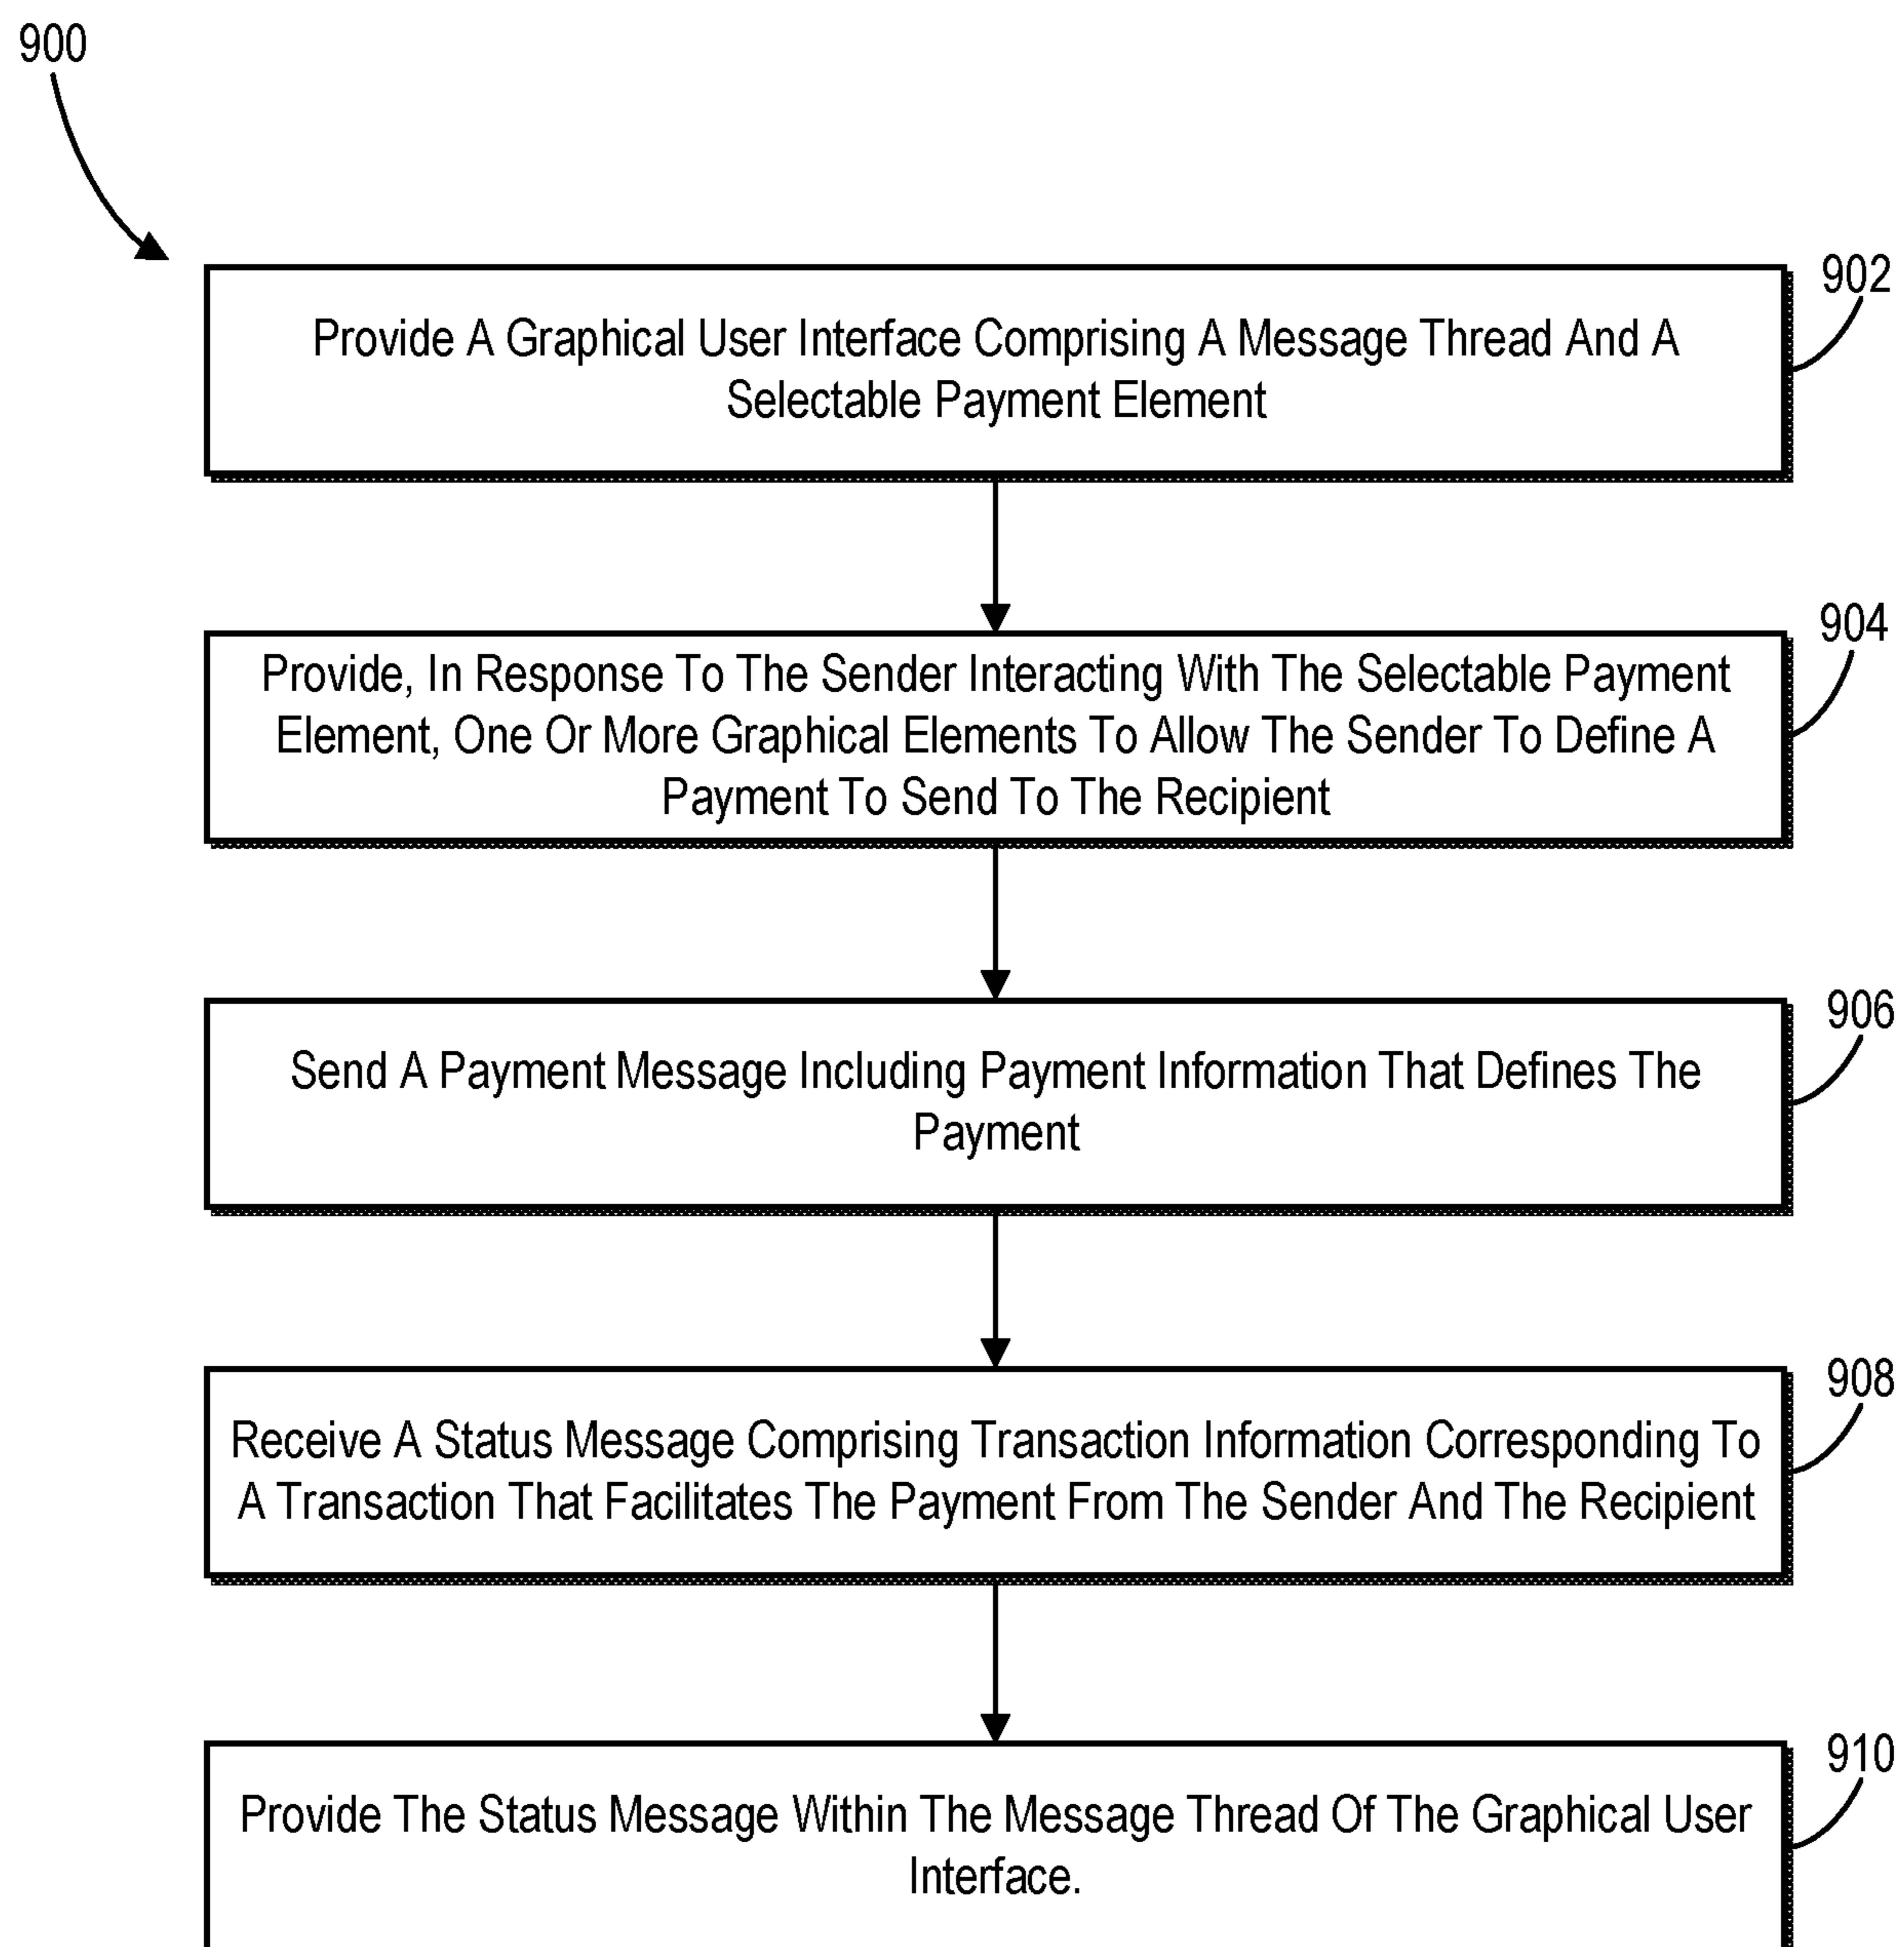 900
902
Provide A Graphical User Interface Comprising A Message Thread And A
Selectable Payment Element
904
Provide, In Response To The Sender Interacting With The Selectable Payment
Element, One Or More Graphical Elements To Allow The Sender To Define A
Payment To Send To The Recipient
906
Send A Payment Message Including Payment Information That Defines The
Payment
908
Receive A Status Message Comprising Transaction Information Corresponding To
A Transaction That Facilitates The Payment From The Sender And The Recipient
910
Provide The Status Message Within The Message Thread Of The Graphical User
Interface.